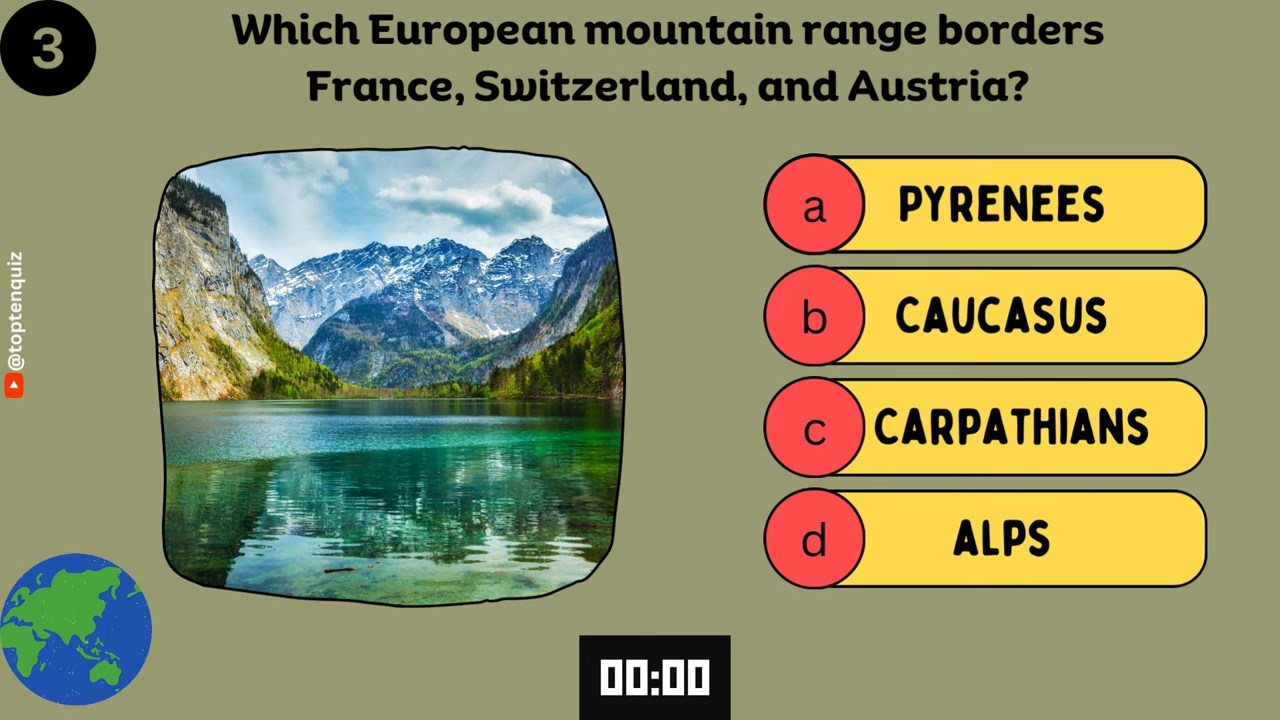 3
Which European mountain range borders
France, Switzerland, and Austria?
a PYRENEES
b CAUCASUS
c CARPATHIANS
d ALPS
@toptenquiz
00:00